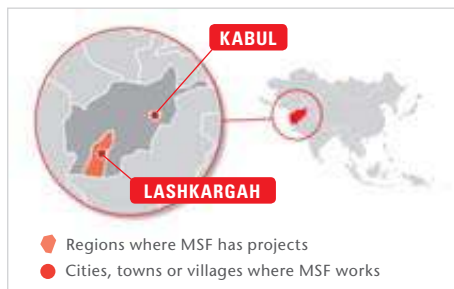 KABUL
LASHKARGAH
Regions where MSF has projects
Cities, towns or villages where MSF works